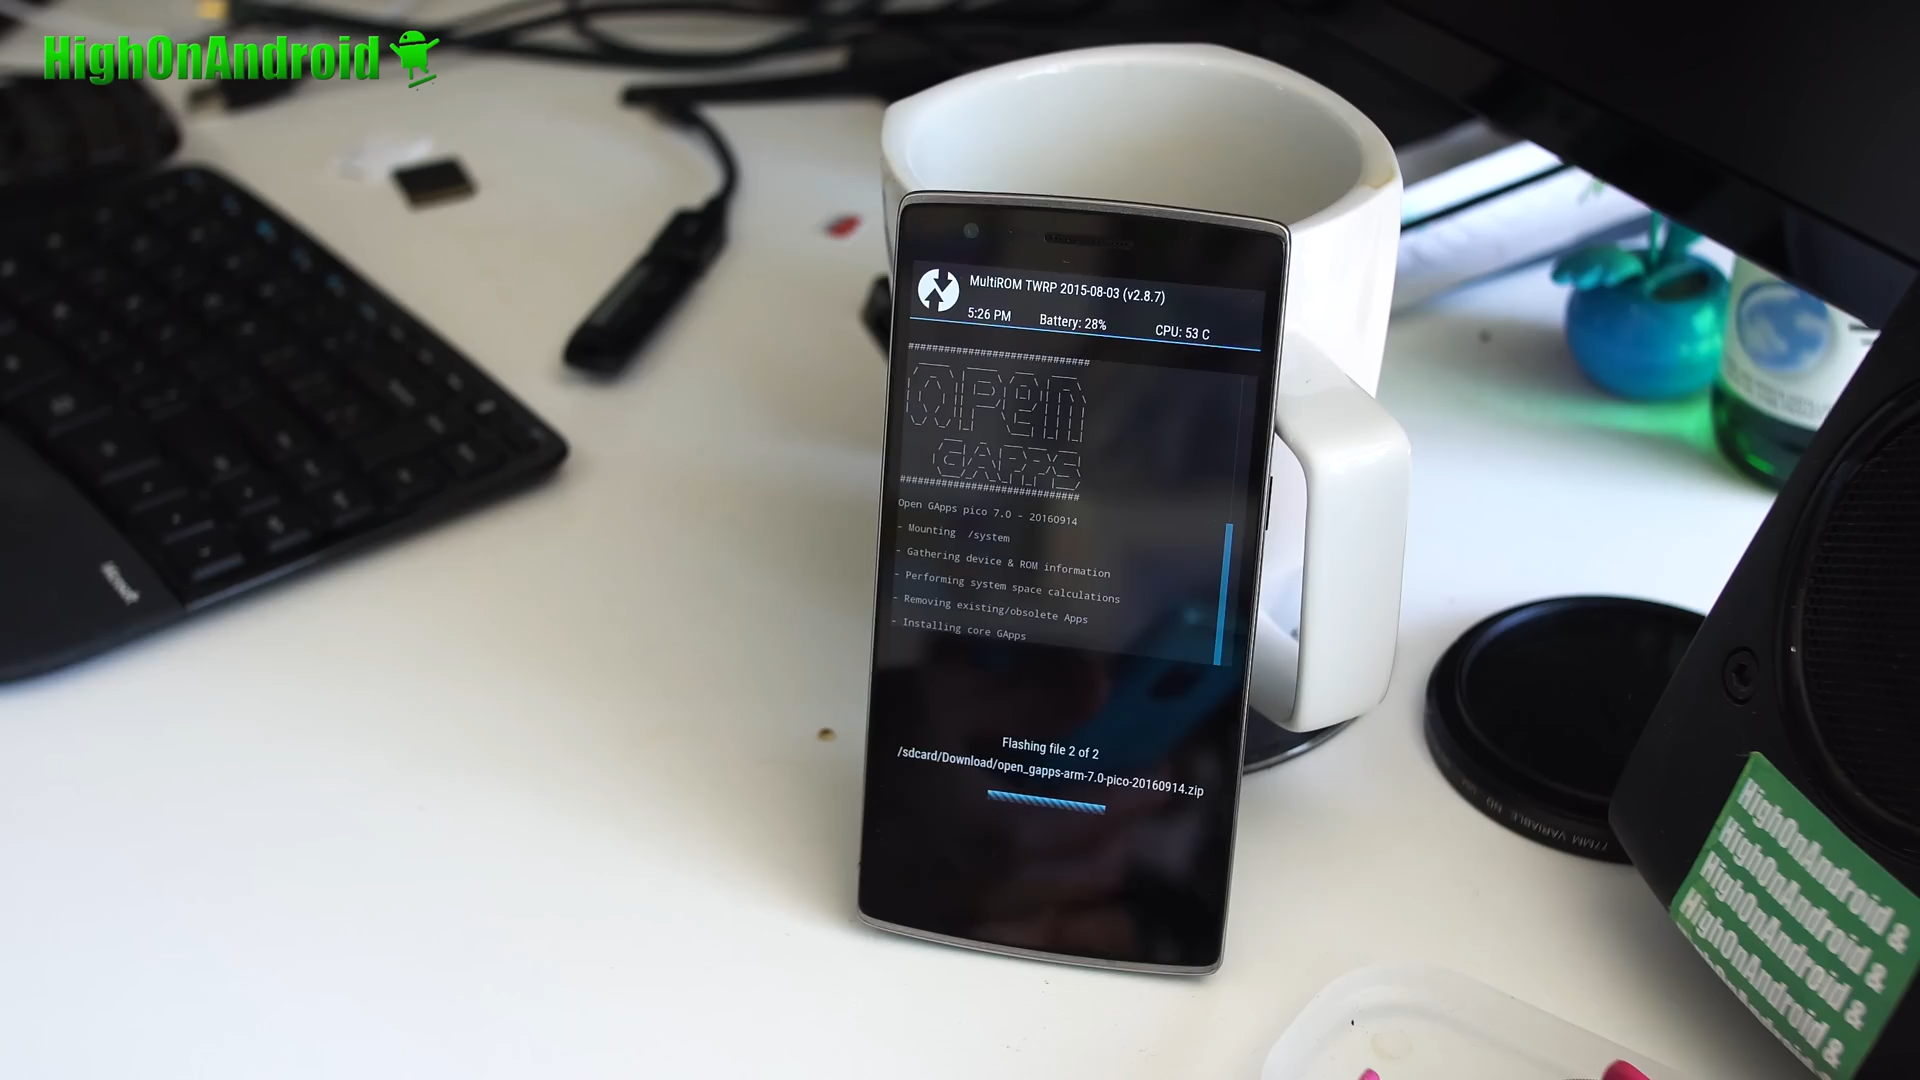 HighOnAndroid
MultiROM TWRP 2015-08-03 (v2.8.7)
5:26 PM Battery: 28% CPU: 53 C
##############################
OPEN
GAPPS
##############################
Open GApps pico 7.0 - 20160914
- Mounting /system
- Gathering device & ROM information
- Performing system space calculations
- Removing existing/obsolete Apps
- Installing core GApps
Flashing file 2 of 2
/sdcard/Download/open_gapps-arm-7.0-pico-20160914.zip
Microsoft
77MM VARIABLE ND
HighOnAndroid &
HighOnAndroid &
HighOnAndroid &
HighOnAndroid &